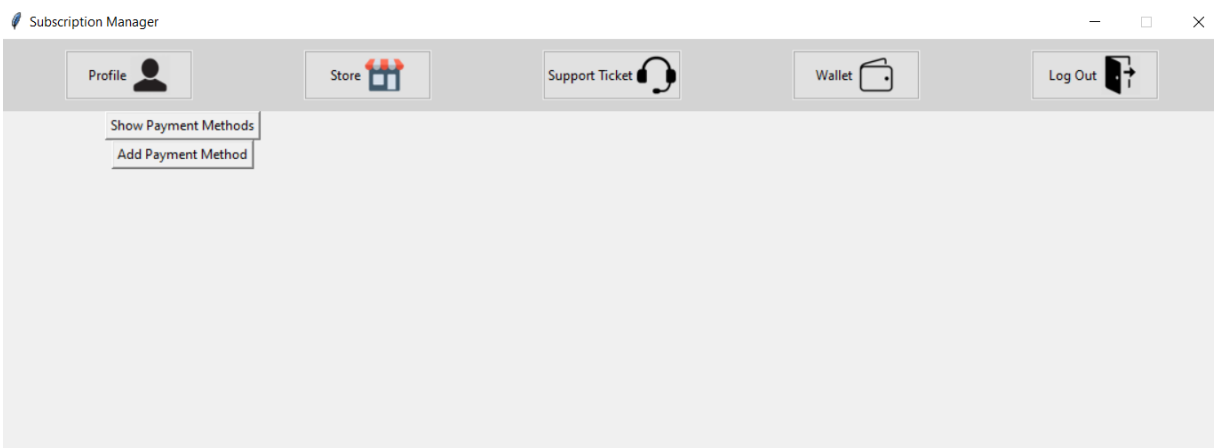 Subscription Manager
Profile Store Support Ticket Wallet Log Out
Show Payment Methods
Add Payment Method